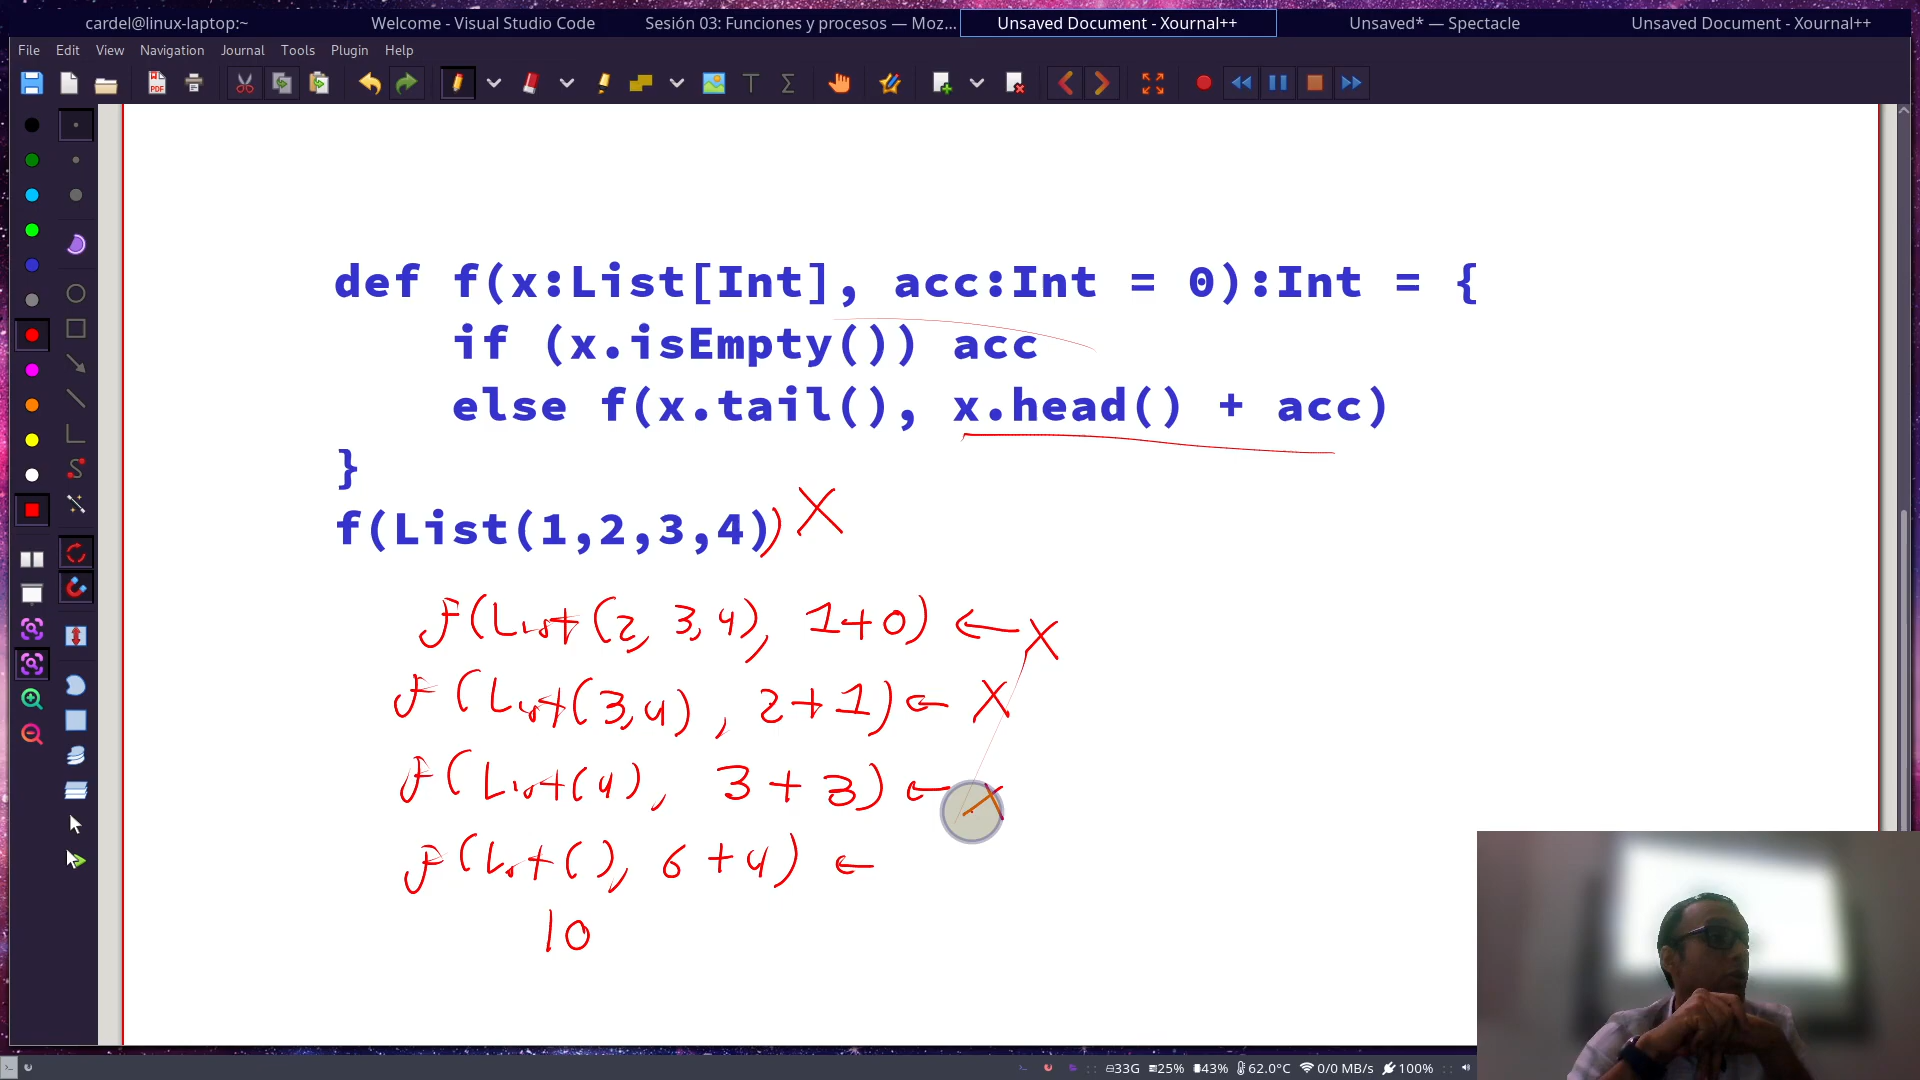 cardel@linux-laptop:~ Welcome - Visual Studio Code Sesión 03: Funciones y procesos — Moz... Unsaved Document - Xournal++ Unsaved* — Spectacle Unsaved Document - Xournal++
File Edit View Navigation Journal Tools Plugin Help
def f(x:List[Int], acc:Int = 0):Int = {
if (x.isEmpty()) acc
else f(x.tail(), x.head() + acc)
}
f(List(1,2,3,4)) X
f(List(2, 3,4), 1+0) ← X
f(List(3,4), 2+1) ← X
f(List(4), 3+3) ← X
f(List(), 6+4) ←
10
33G 25% 43% 62.0°C 0/0 MB/s 100%